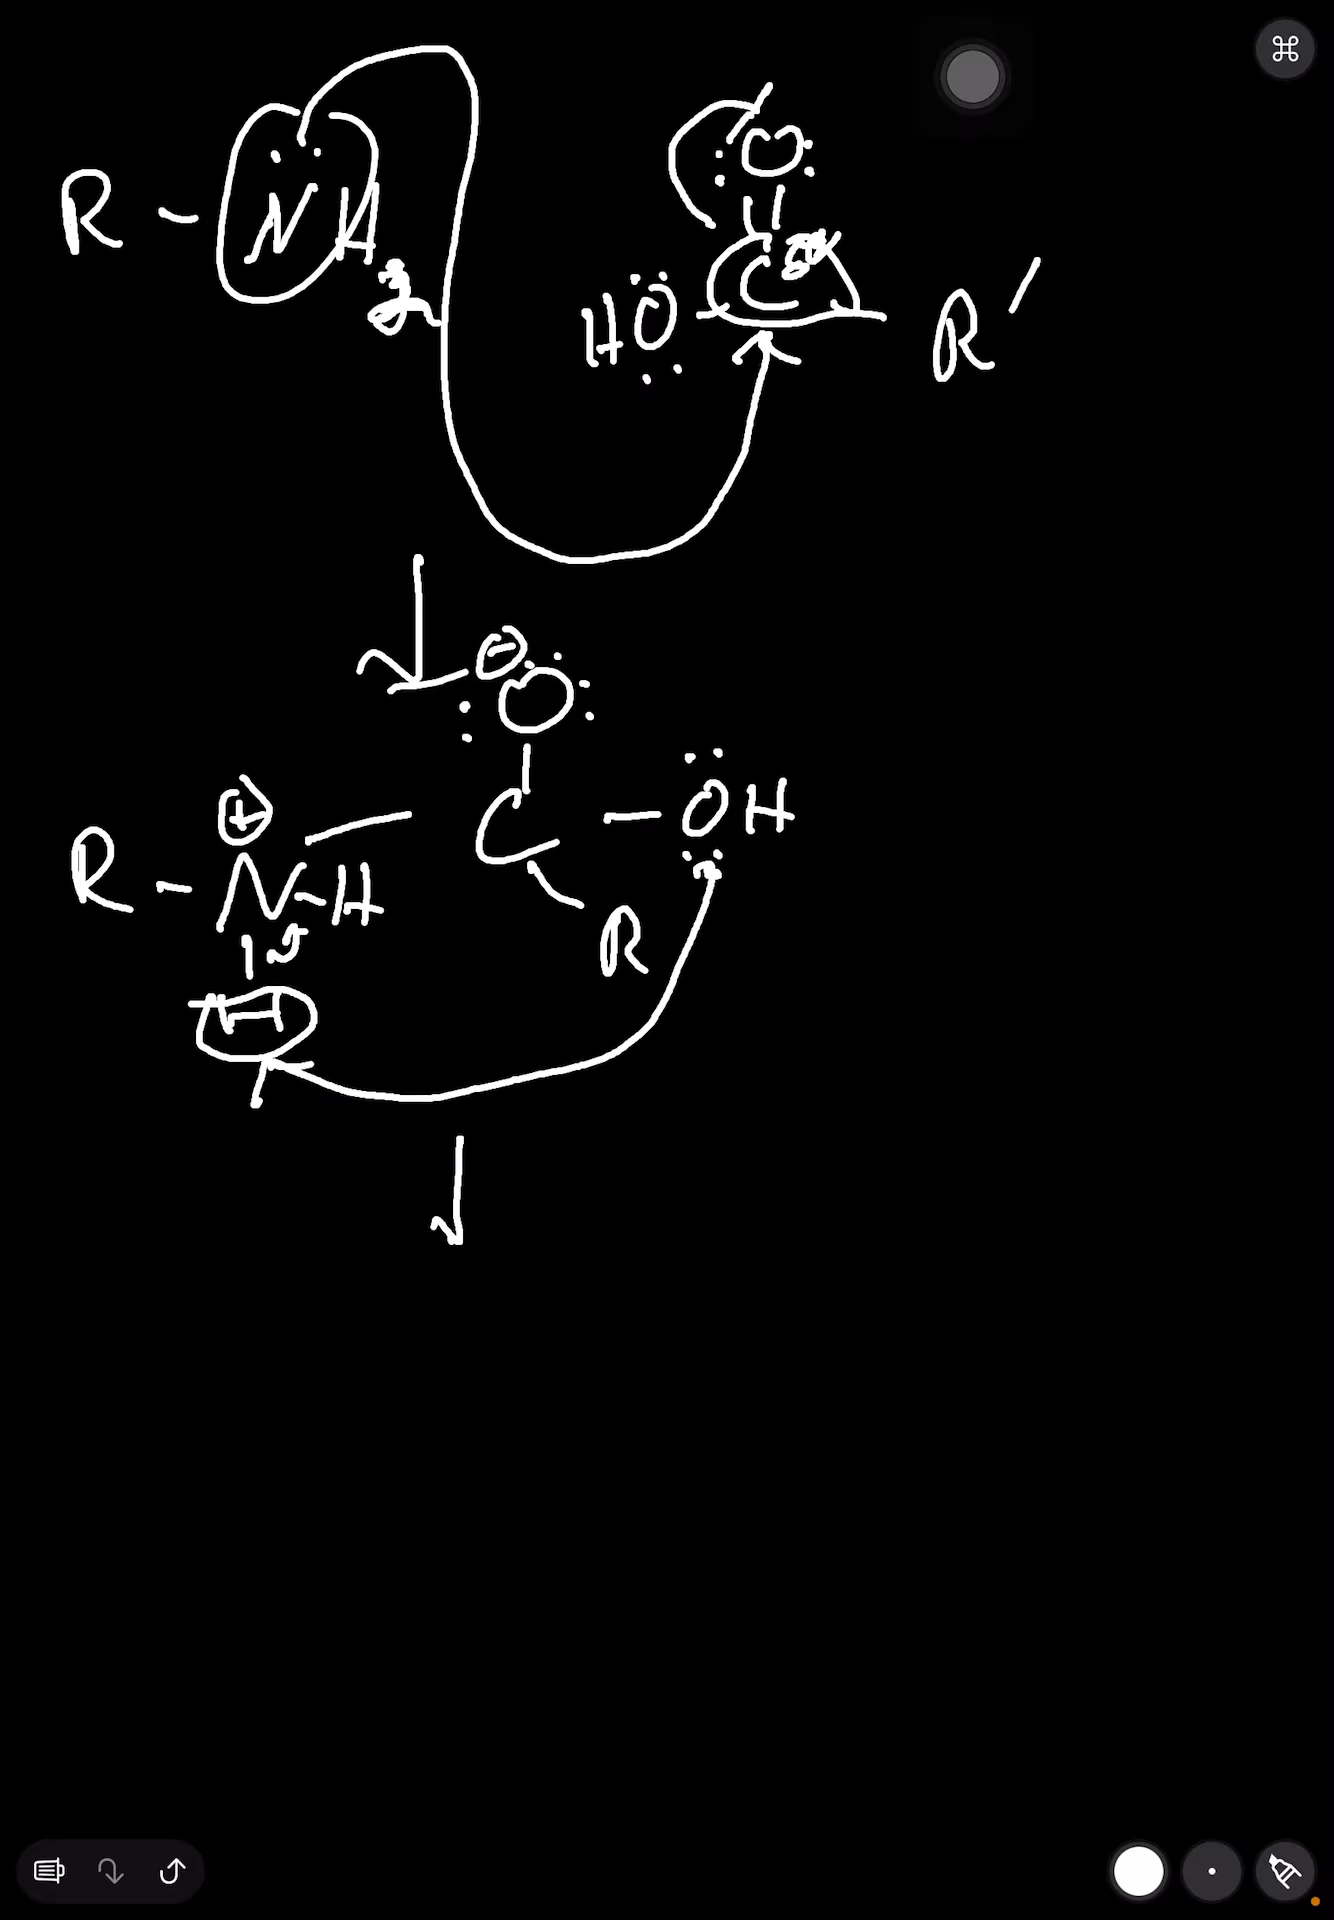 O
R - NH2
HO C δ+ R'
⊖
O
⊕
R - N - H C - OH
R
H